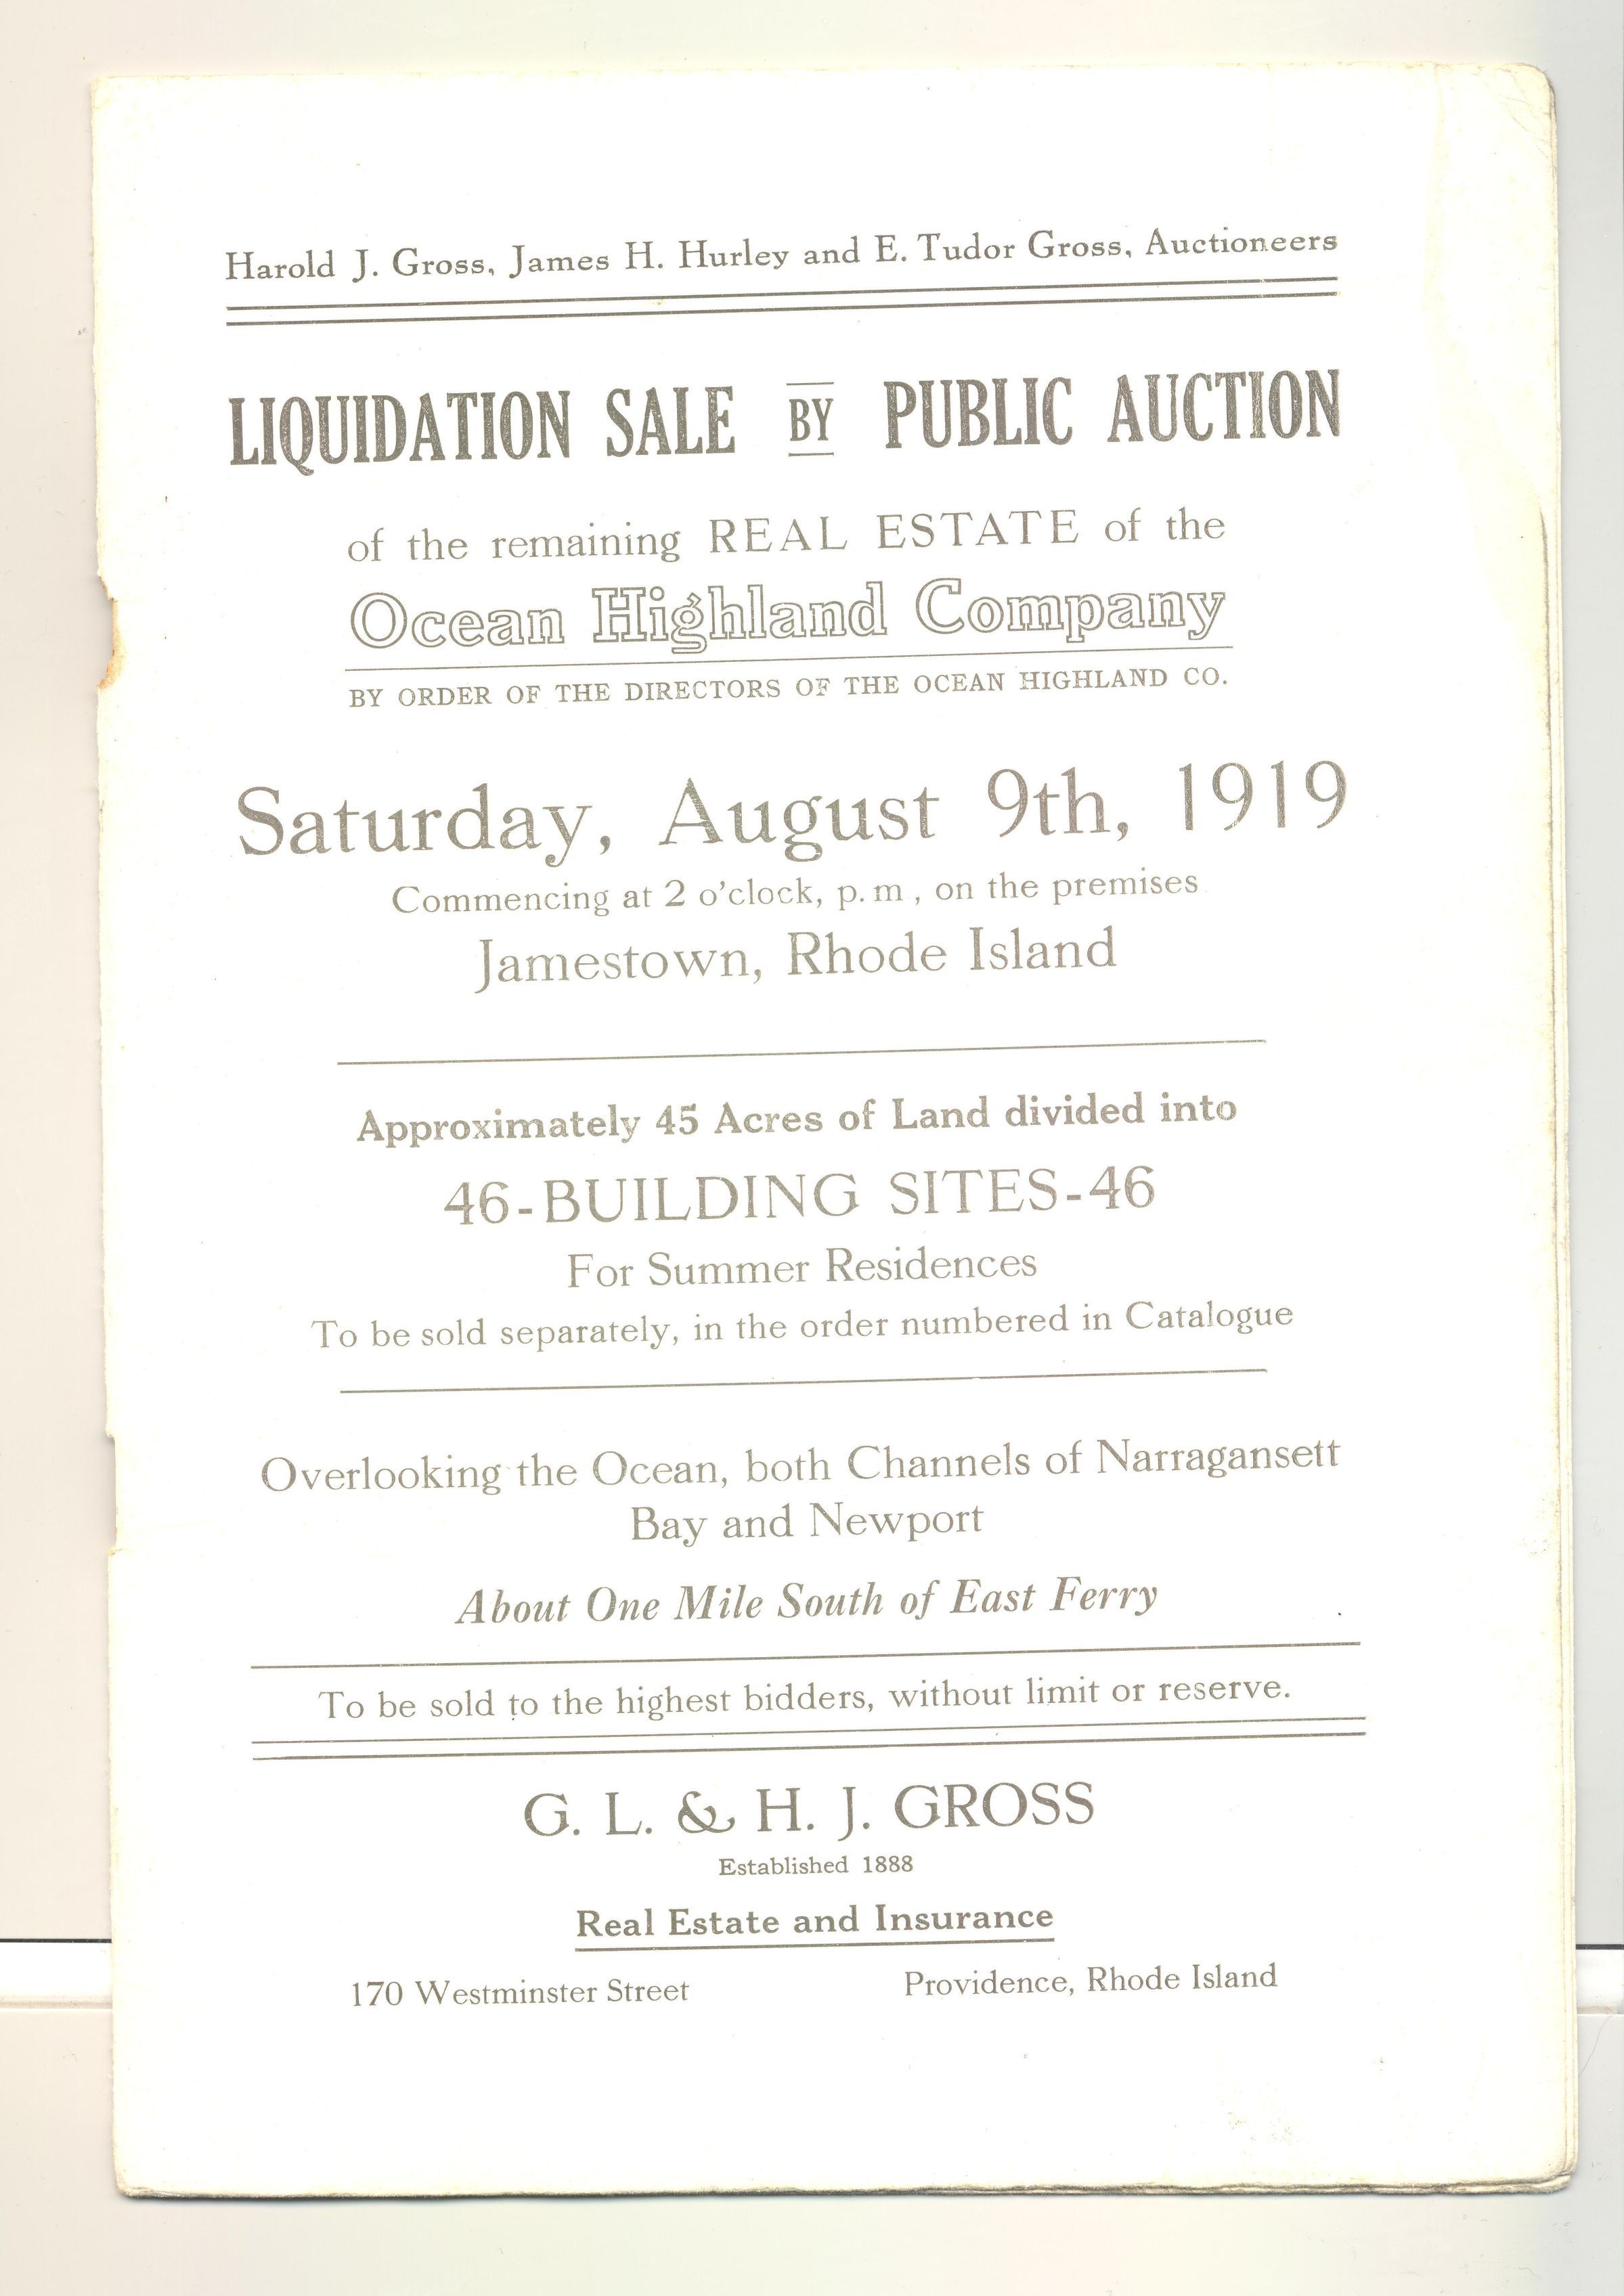 Harold J. Gross, James H. Hurley and E. Tudor Gross, Auctioneers
LIQUIDATION SALE BY PUBLIC AUCTION
of the remaining REAL ESTATE of the
Ocean Highland Company
BY ORDER OF THE DIRECTORS OF THE OCEAN HIGHLAND CO.
Saturday, August 9th, 1919
Commencing at 2 o'clock, p. m , on the premises
Jamestown, Rhode Island
Approximately 45 Acres of Land divided into
46-BUILDING SITES-46
For Summer Residences
To be sold separately, in the order numbered in Catalogue
Overlooking the Ocean, both Channels of Narragansett
Bay and Newport
About One Mile South of East Ferry
To be sold to the highest bidders, without limit or reserve.
G. L. & H. J. GROSS
Established 1888
Real Estate and Insurance
170 Westminster Street Providence, Rhode Island